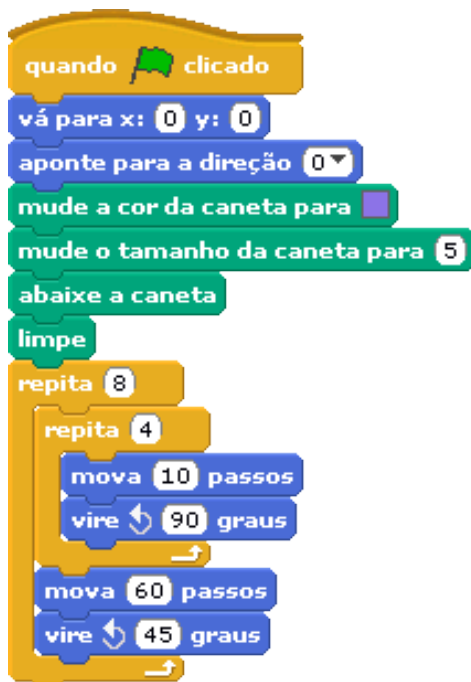 quando clicado
vá para x: 0 y: 0
aponte para a direção 0
mude a cor da caneta para
mude o tamanho da caneta para 5
abaixe a caneta
limpe
repita 8
repita 4
mova 10 passos
vire 90 graus
mova 60 passos
vire 45 graus